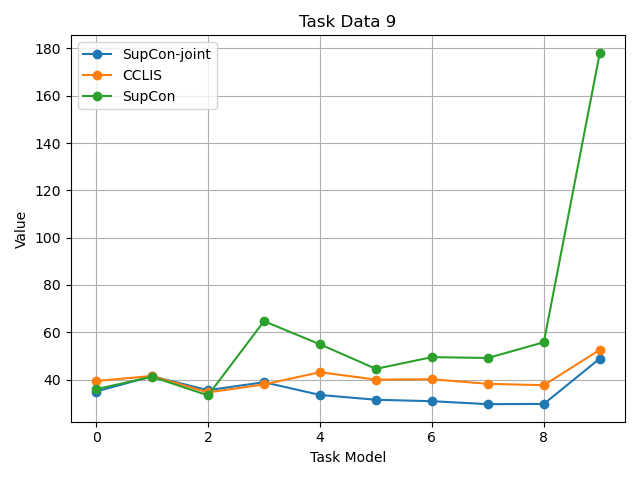 Task Data 9
SupCon-joint
CCLIS
SupCon
180
160
140
120
100
80
60
40
Value
0
2
4
6
8
Task Model